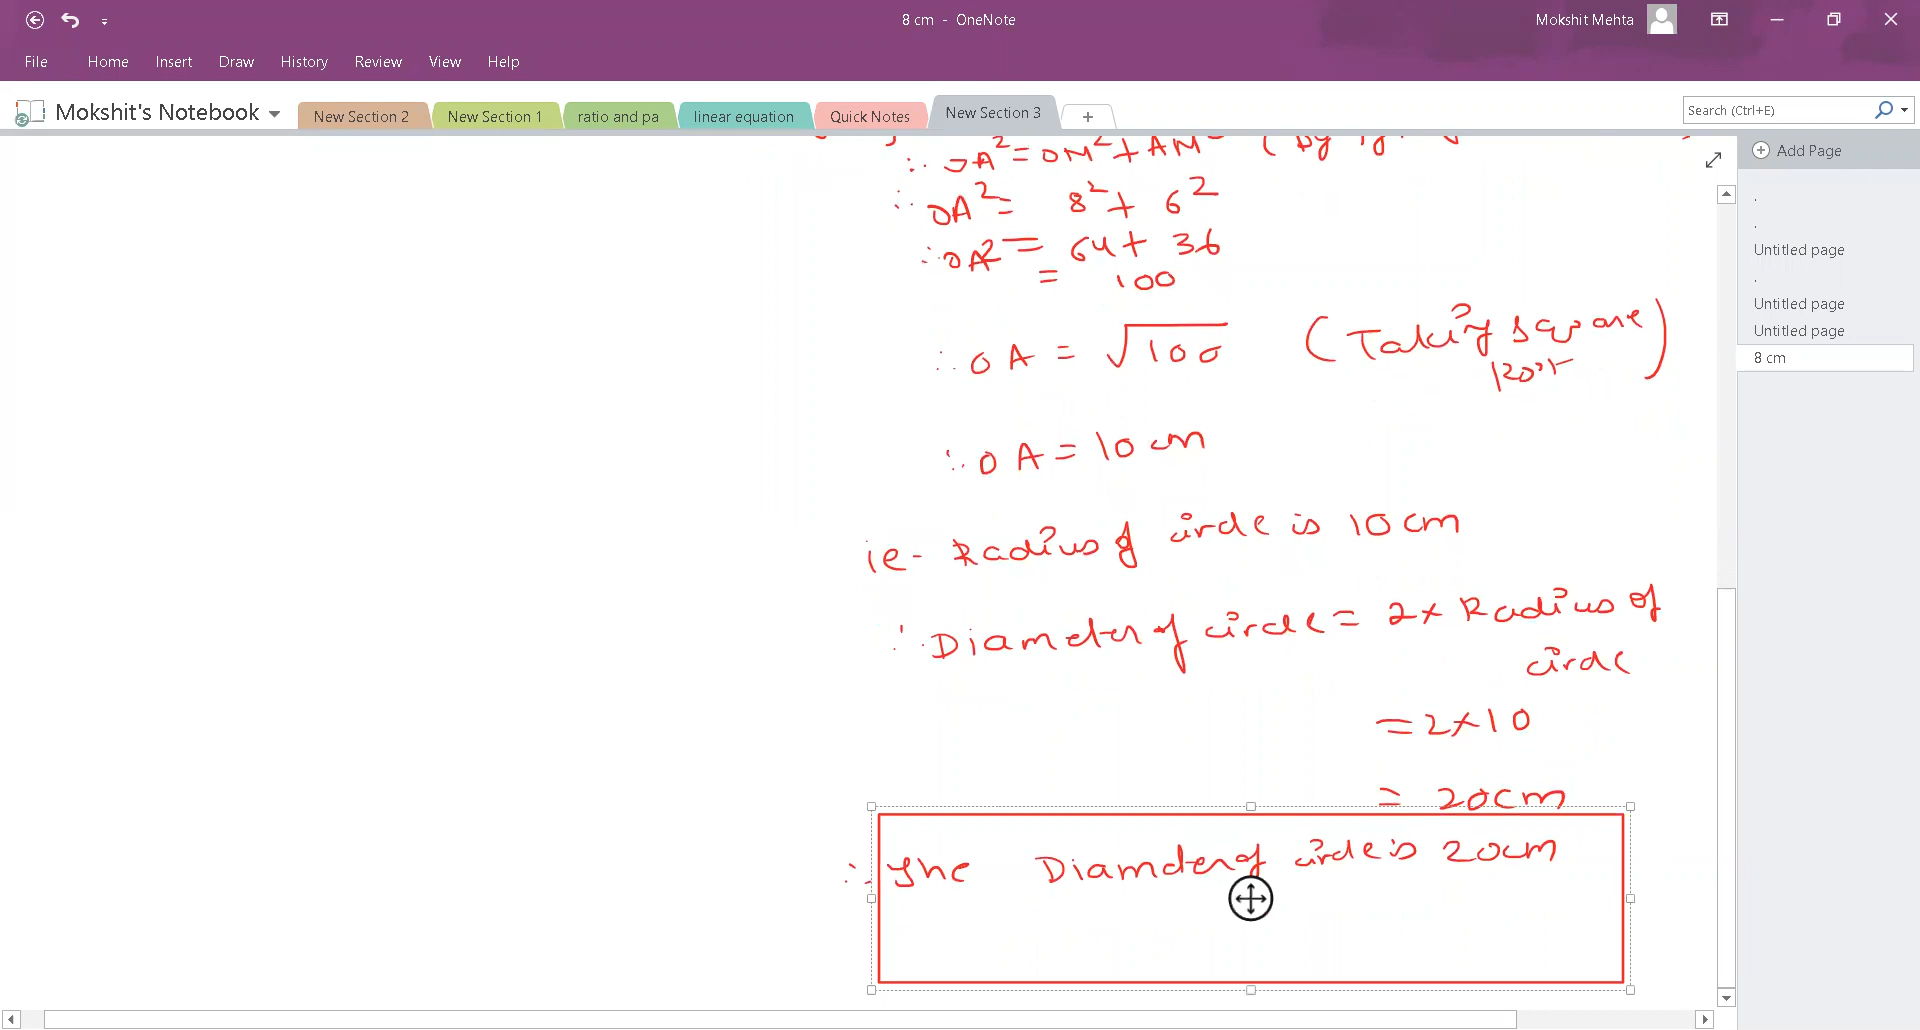 8 cm - OneNote
Mokshit Mehta
File Home Insert Draw History Review View Help
Mokshit's Notebook
New Section 2 New Section 1 ratio and pa linear equation Quick Notes New Section 3 +
Search (Ctrl+E)
Add Page
.
.
Untitled page
.
Untitled page
Untitled page
8 cm
∴ OA² = OM² + AM² (By
∴ OA² = 8² + 6²
∴ OA² = 64 + 36
= 100
∴ OA = √100 (Taking square
root)
∴ OA = 10 cm
ie- Radius of circle is 10 cm
∴ Diameter of circle = 2 × Radius of
circle
= 2 × 10
= 20cm
∴ The Diameter of circle is 20cm